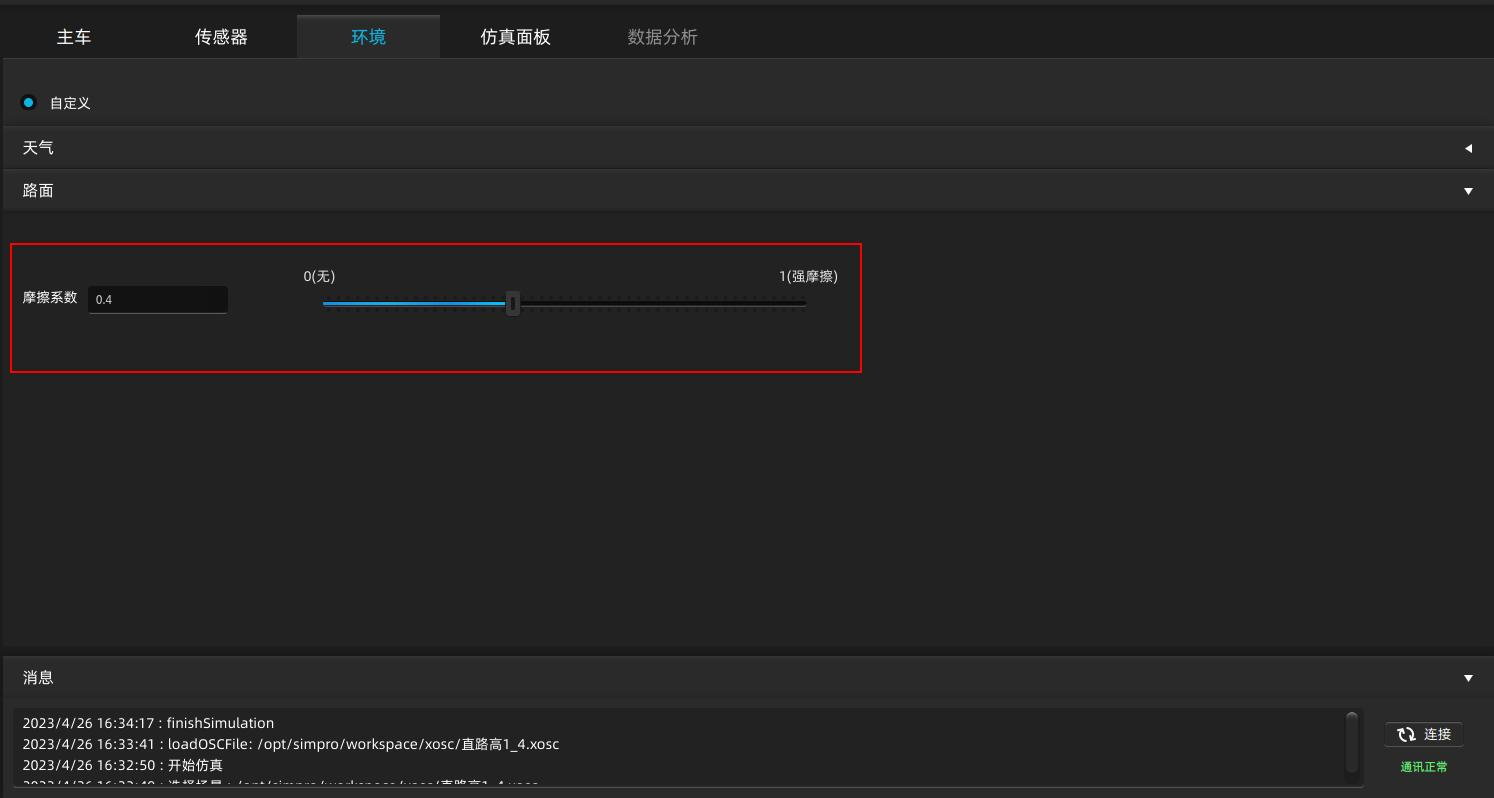 主车 传感器 环境 仿真面板 数据分析
自定义
天气
路面
0(无) 1(强摩擦)
摩擦系数 0.4
消息
2023/4/26 16:34:17 : finishSimulation
2023/4/26 16:33:41 : loadOSCFile: /opt/simpro/workspace/xosc/直路高1_4.xosc
连接
2023/4/26 16:32:50 : 开始仿真
通讯正常